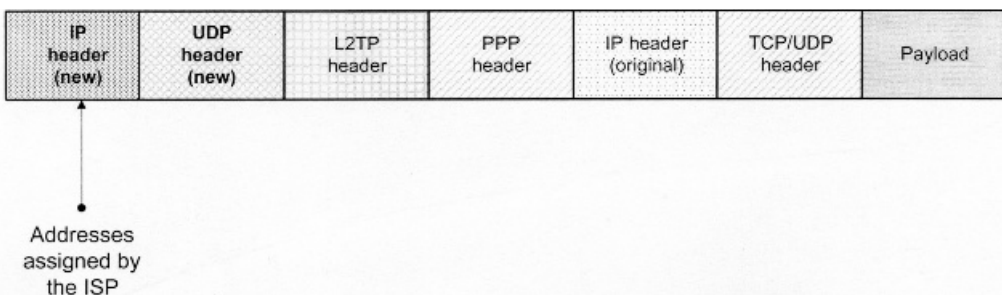 IP
header
(new)
UDP
header
(new)
L2TP
header
PPP
header
IP header
(original)
TCP/UDP
header
Payload
Addresses
assigned by
the ISP